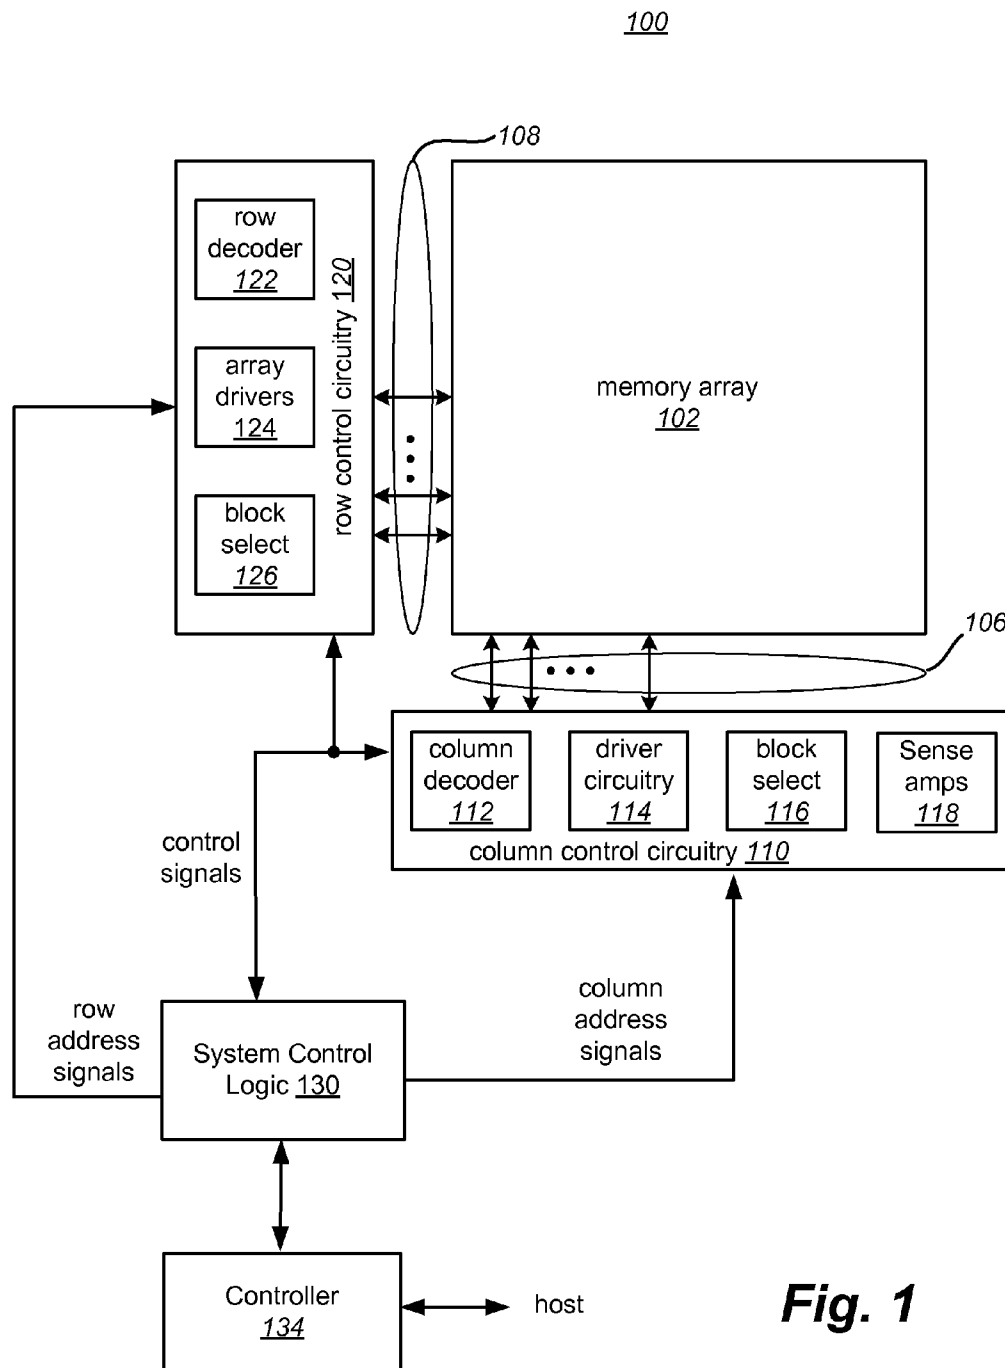 100
108
row
decoder
122
array
drivers
124
block
select
126
row control circuitry 120
memory array
102
106
column
decoder
112
driver
circuitry
114
block
select
116
Sense
amps
118
column control circuitry 110
control
signals
row
address
signals
column
address
signals
System Control
Logic 130
Controller
134
host
Fig. 1